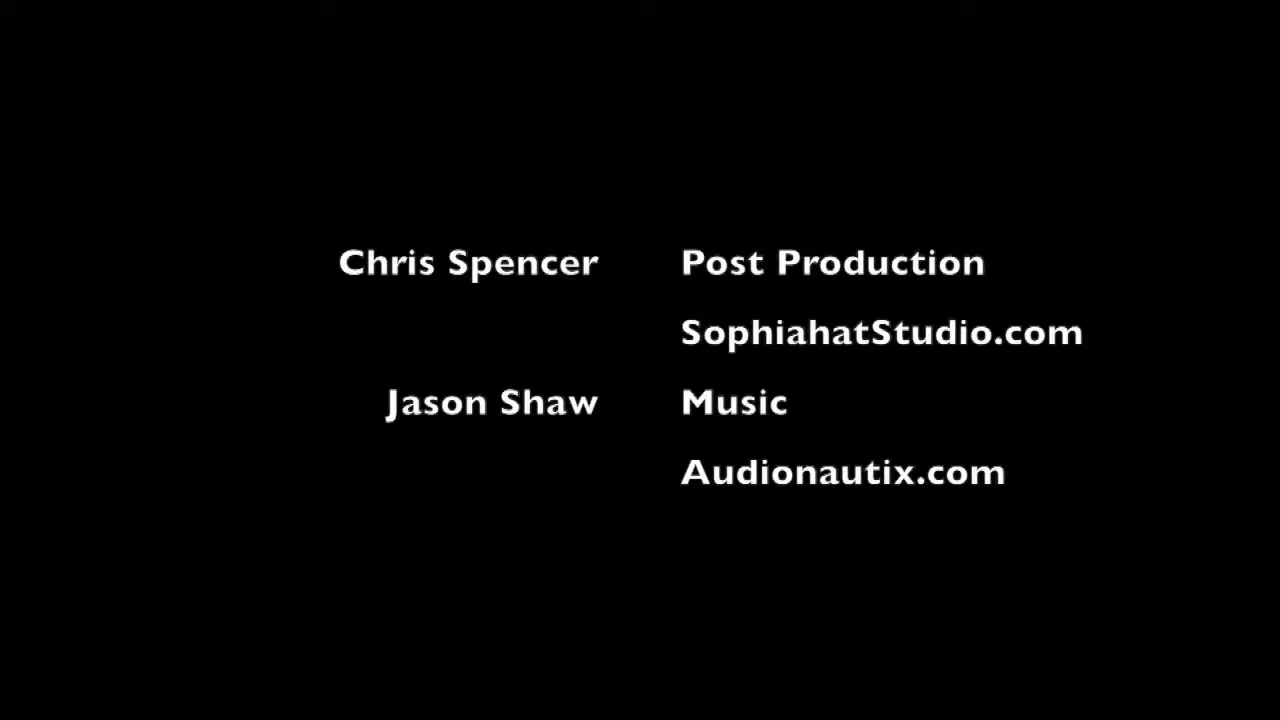 Chris Spencer Post Production
SophiahatStudio.com
Jason Shaw Music
Audionautix.com